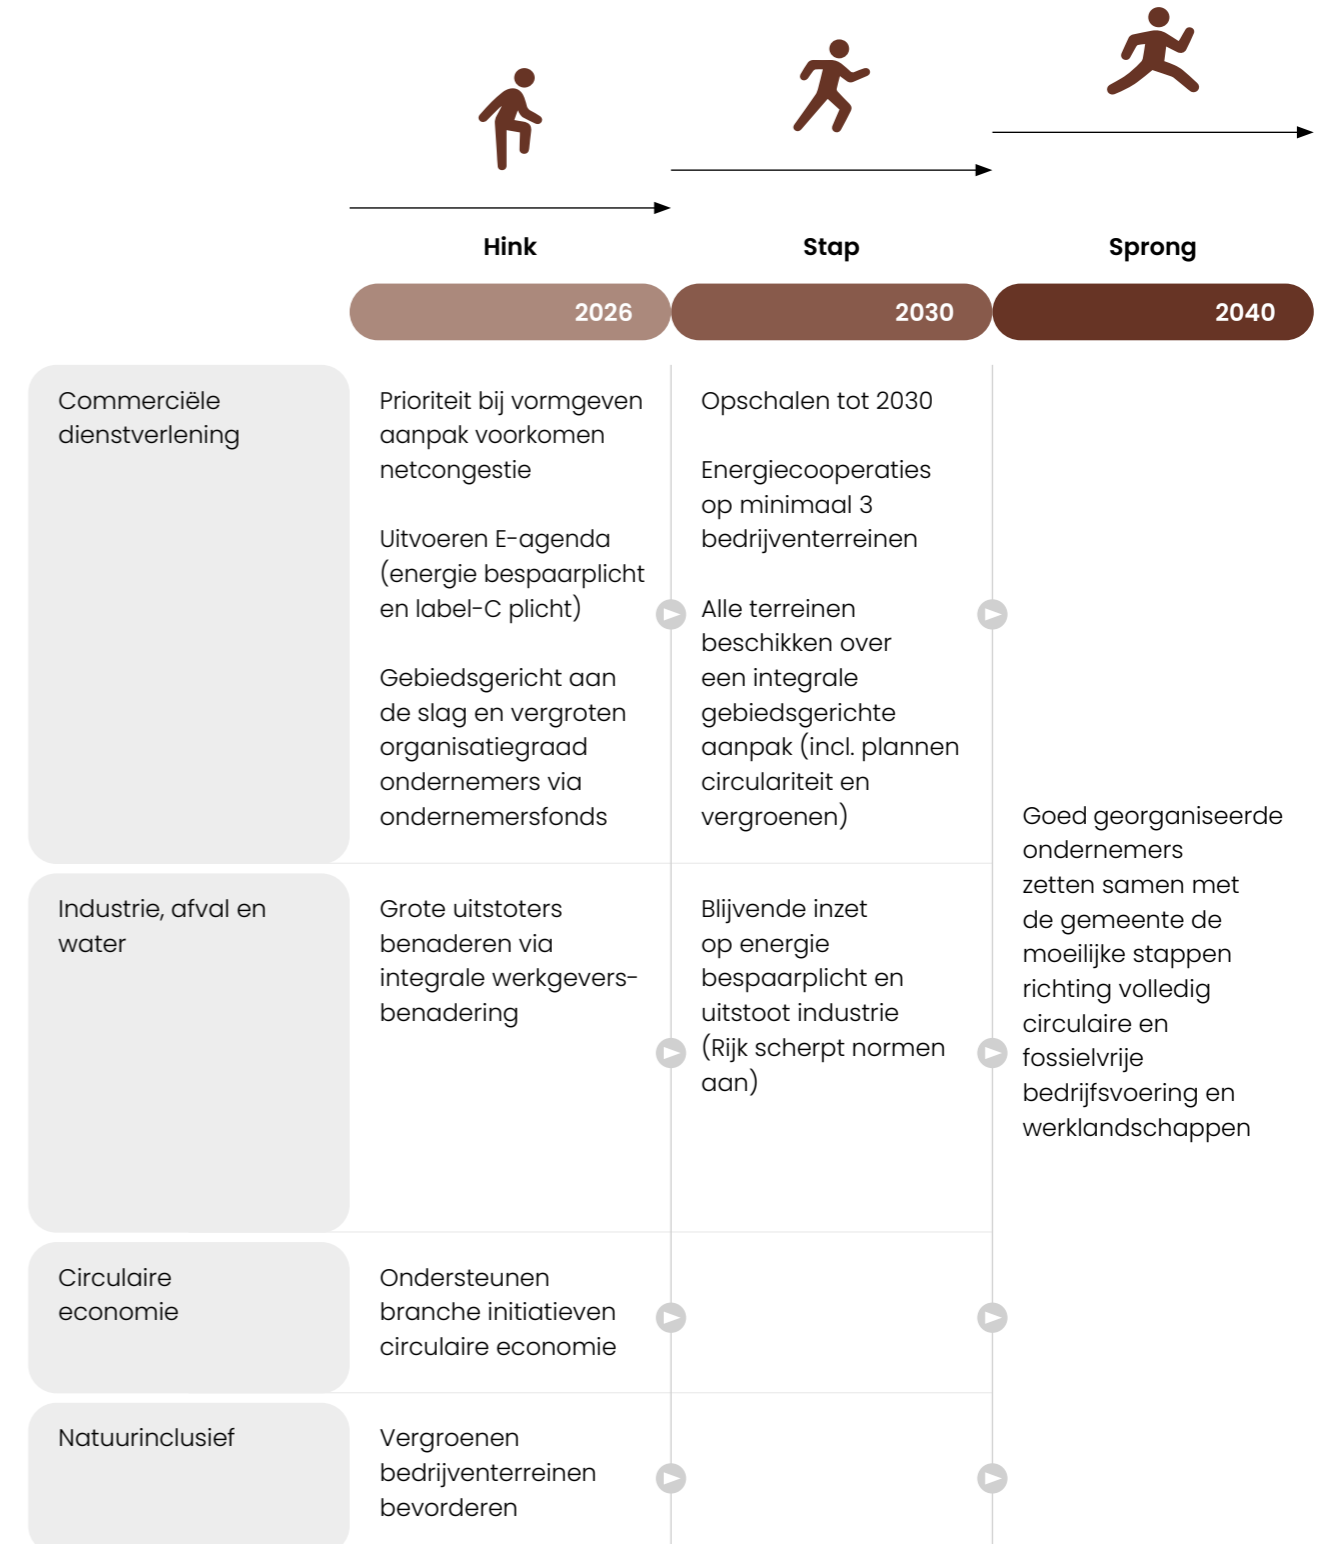 Hink
Stap
Sprong
2026
2030
2040
Commerciële
dienstverlening
Prioriteit bij vormgeven
aanpak voorkomen
netcongestie
Uitvoeren E-agenda
(energie bespaarplicht
en label-C plicht)
Gebiedsgericht aan
de slag en vergroten
organisatiegraad
ondernemers via
ondernemersfonds
Opschalen tot 2030
Energiecooperaties
op minimaal 3
bedrijventerreinen
Alle terreinen
beschikken over
een integrale
gebiedsgerichte
aanpak (incl. plannen
circulariteit en
vergroenen)
Industrie, afval en
water
Grote uitstoters
benaderen via
integrale werkgevers-
benadering
Blijvende inzet
op energie
bespaarplicht en
uitstoot industrie
(Rijk scherpt normen
aan)
Circulaire
economie
Ondersteunen
branche initiatieven
circulaire economie
Natuurinclusief
Vergroenen
bedrijventerreinen
bevorderen
Goed georganiseerde
ondernemers
zetten samen met
de gemeente de
moeilijke stappen
richting volledig
circulaire en
fossielvrije
bedrijfsvoering en
werklandschappen